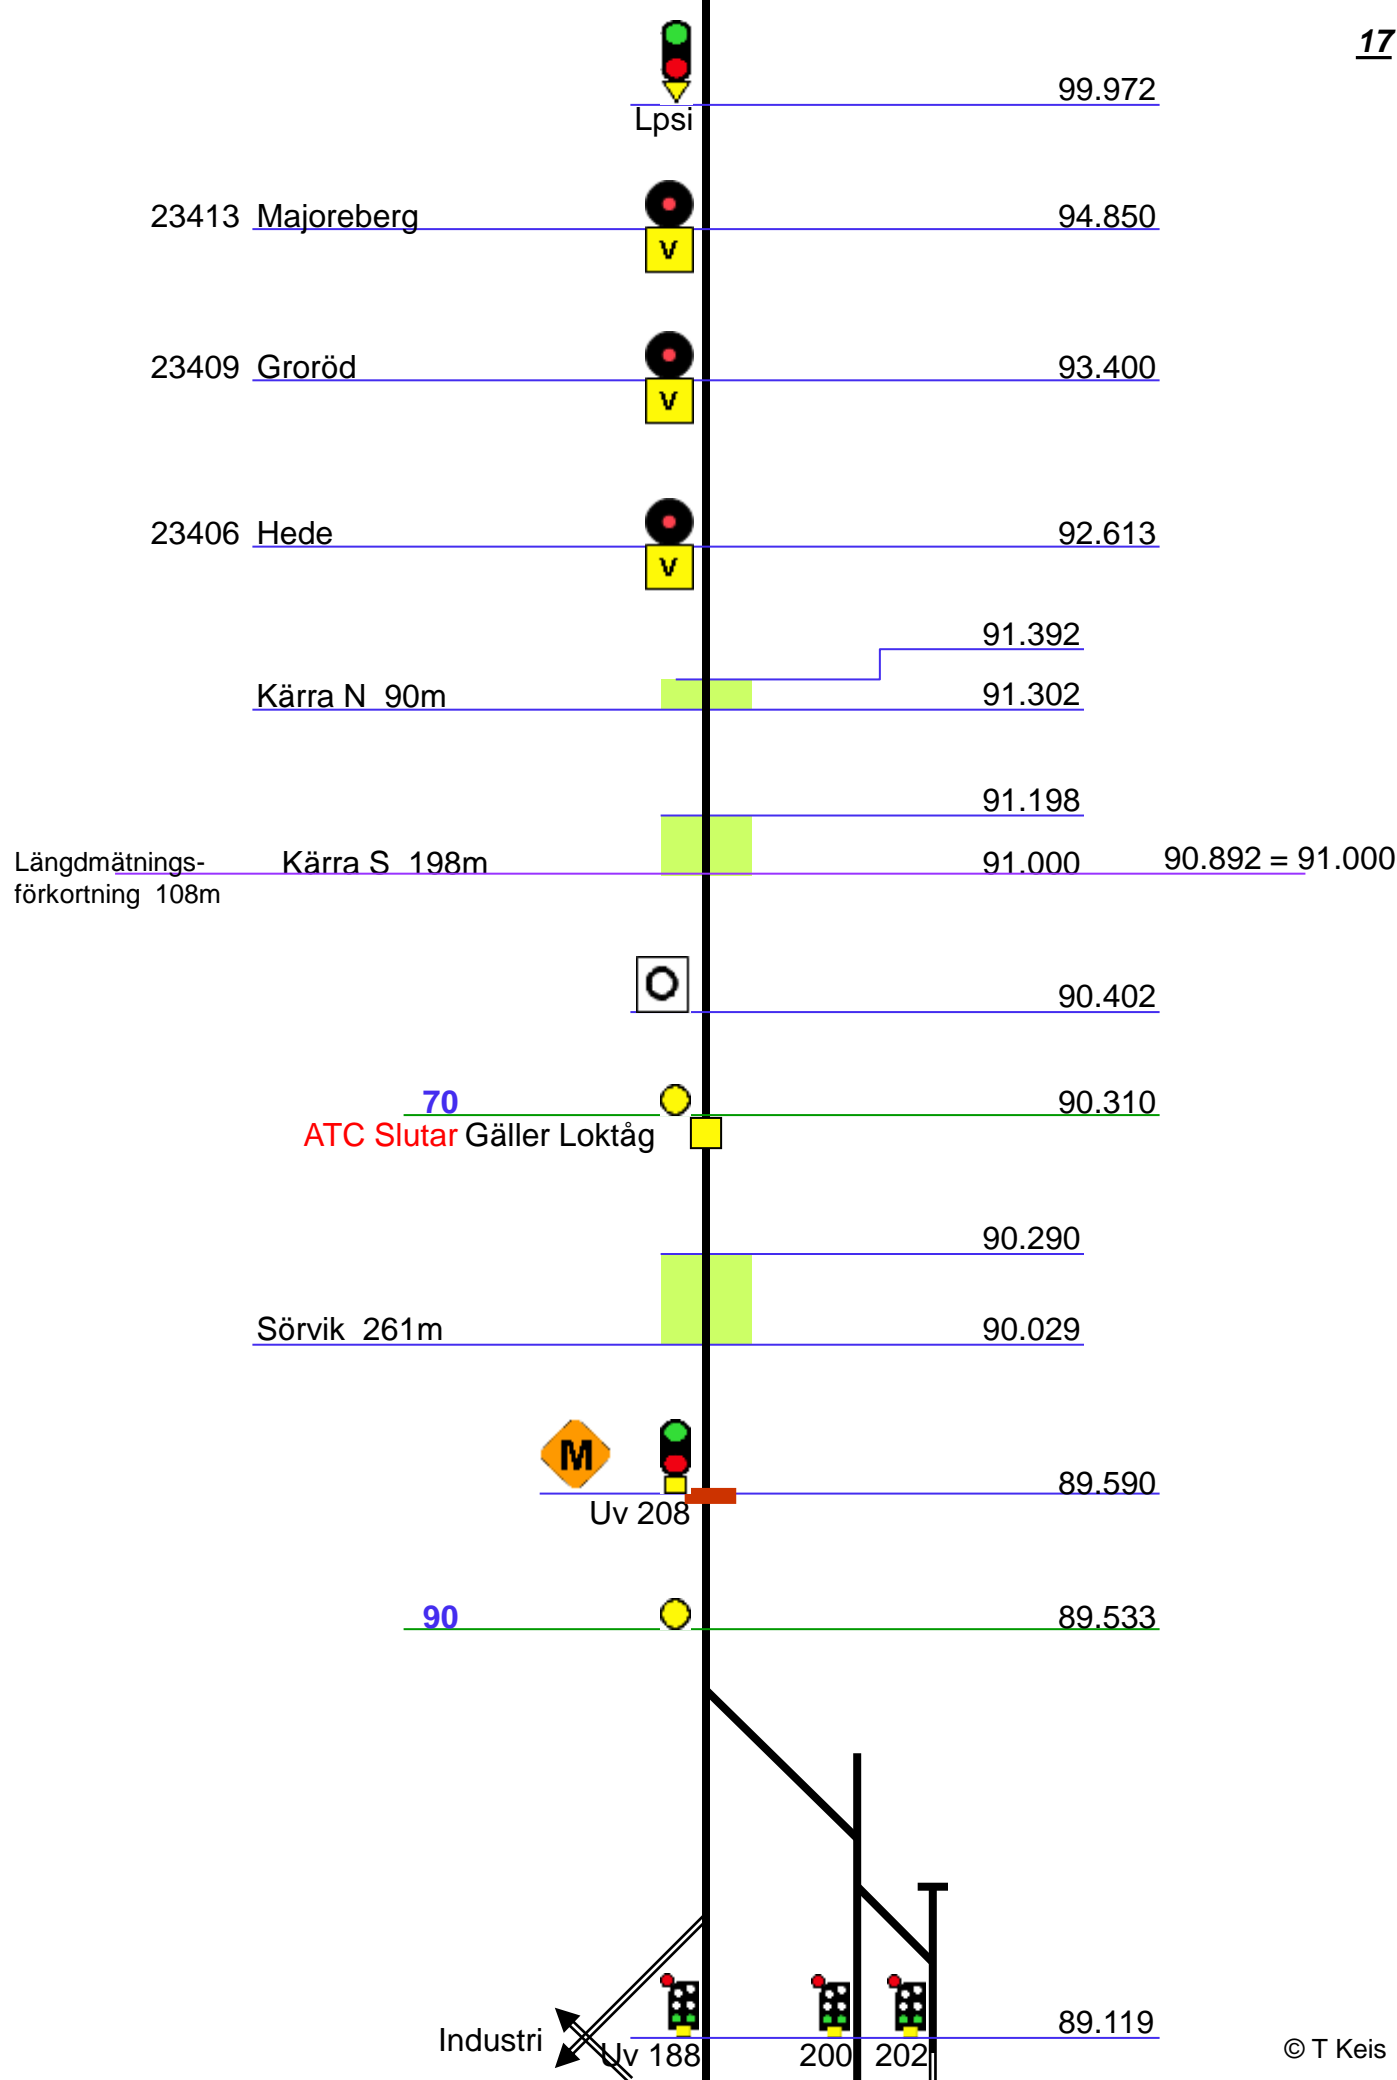 17
99.972
Lpsi
23413 Majoreberg 94.850
V
23409 Groröd 93.400
V
23406 Hede 92.613
V
91.392
Kärra N 90m 91.302
91.198
Längdmätnings- Kärra S 198m 91.000 90.892 = 91.000
förkortning 108m
90.402
70 90.310
ATC Slutar Gäller Loktåg
90.290
Sörvik 261m 90.029
M 89.590
Uv 208
90 89.533
Industri 89.119
Uv 188 200 202 © T Keis